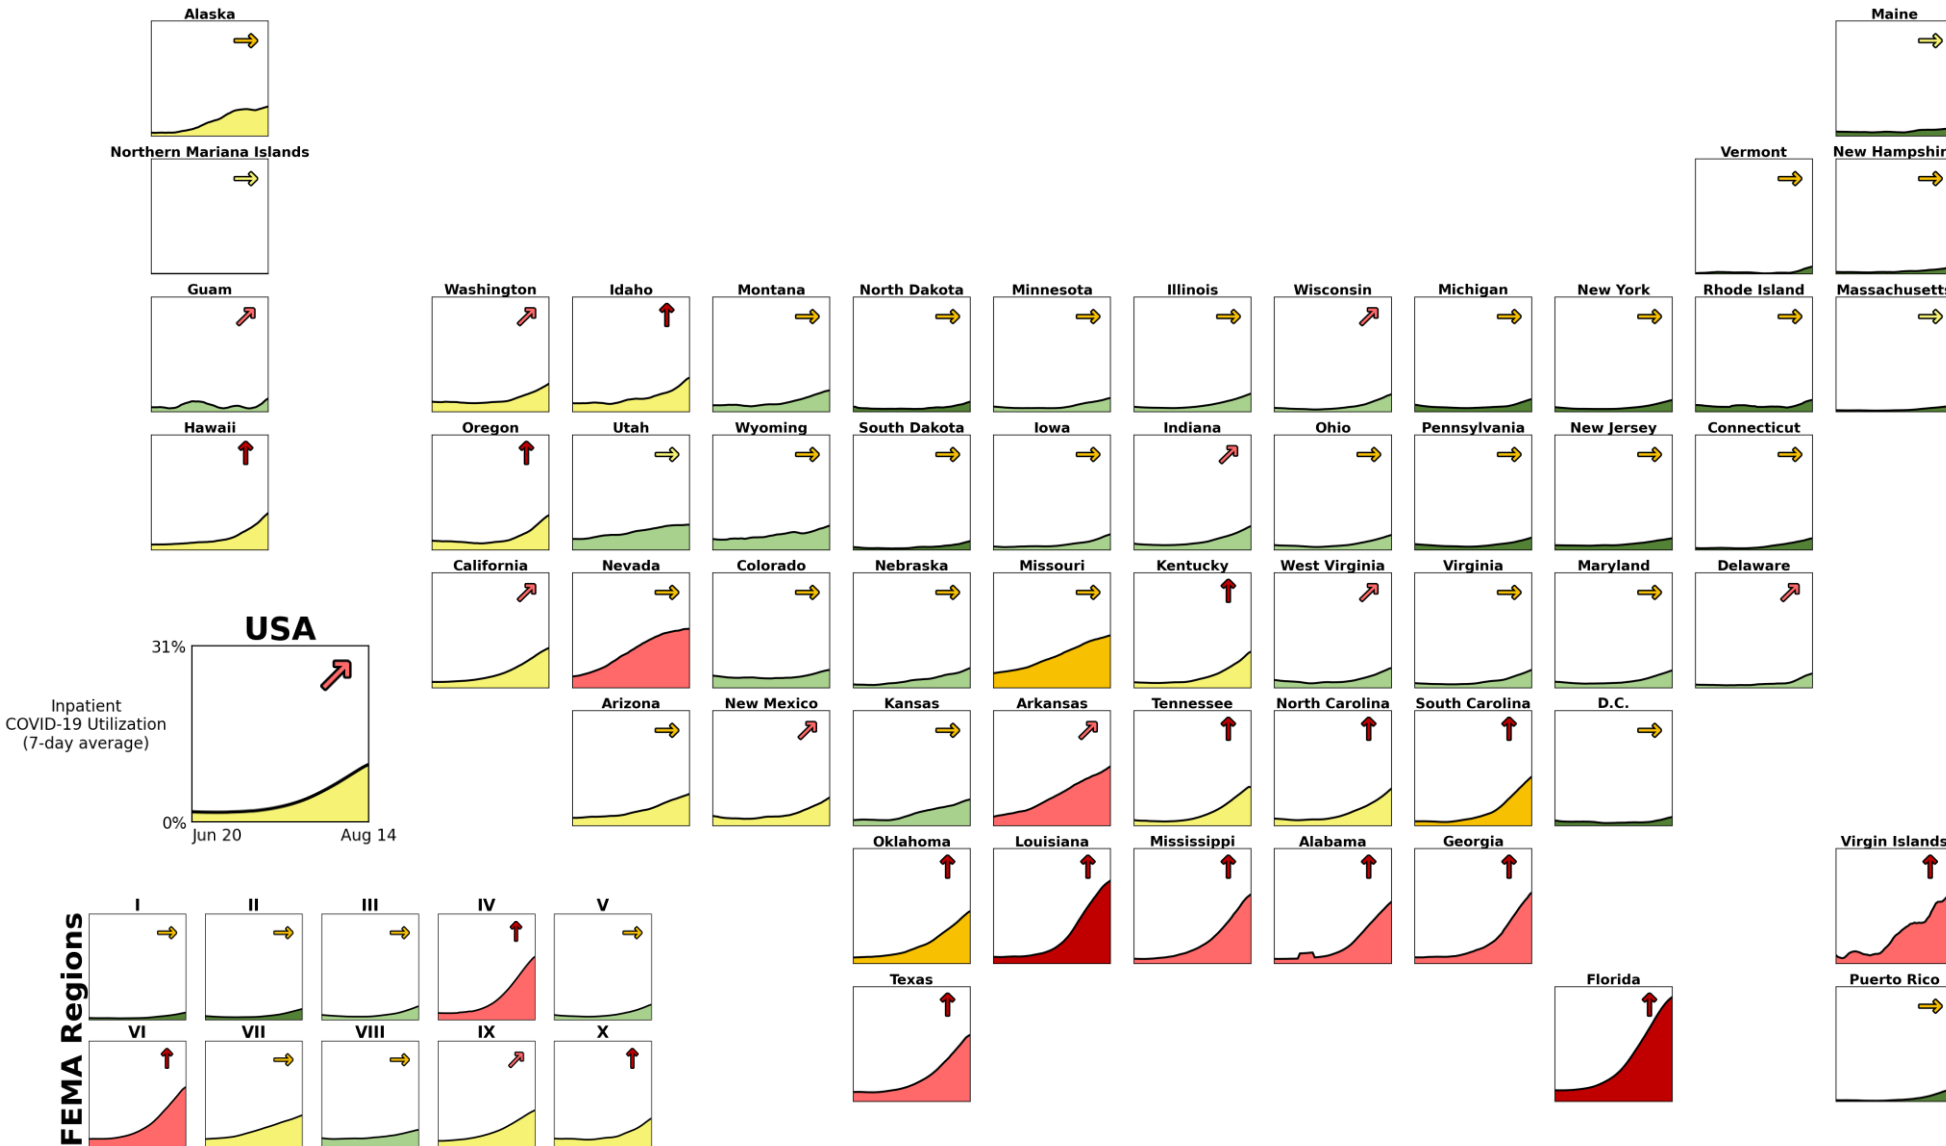 Alaska
Maine
Northern Mariana Islands
Vermont
New Hampshir
Guam
Washington
Idaho
Montana
North Dakota
Minnesota
Illinois
Wisconsin
Michigan
New York
Rhode Island
Massachusetts
Hawaii
Oregon
Utah
Wyoming
South Dakota
Iowa
Indiana
Ohio
Pennsylvania
New Jersey
Connecticut
California
Nevada
Colorado
Nebraska
Missouri
Kentucky
West Virginia
Virginia
Maryland
Delaware
USA
31%
Inpatient
COVID-19 Utilization
(7-day average)
0%
Jun 20
Aug 14
Arizona
New Mexico
Kansas
Arkansas
Tennessee
North Carolina
South Carolina
D.C.
Oklahoma
Louisiana
Mississippi
Alabama
Georgia
Virgin Islands
Texas
Florida
Puerto Rico
FEMA Regions
I
II
III
IV
V
VI
VII
VIII
IX
X